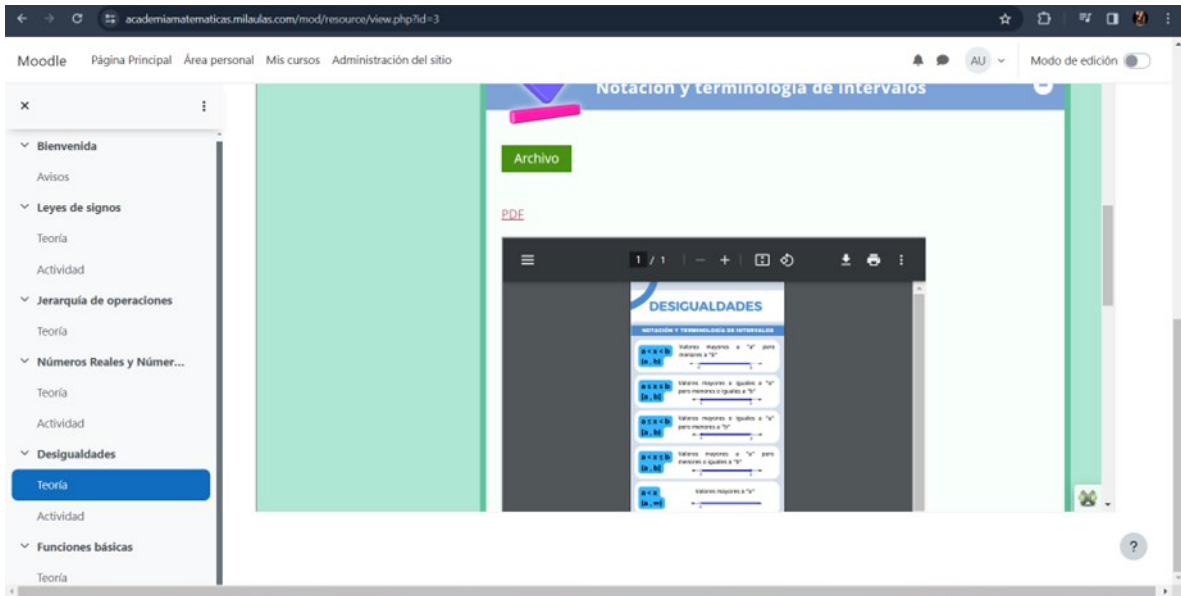 academiamatematicas.milaulas.com/mod/resource/view.php?id=3
Moodle Página Principal Área personal Mis cursos Administración del sitio
AU Modo de edición
Bienvenida
Avisos
Leyes de signos
Teoría
Actividad
Jerarquía de operaciones
Teoría
Números Reales y Númer...
Teoría
Actividad
Desigualdades
Teoría
Actividad
Funciones básicas
Teoría
Notación y terminología de intervalos
Archivo
PDF
1 / 1
DESIGUALDADES
NOTACIÓN Y TERMINOLOGÍA DE INTERVALOS
a < x < b
Valores mayores a "a" pero
menores a "b"
a ≤ x ≤ b
Valores mayores o iguales a "a"
pero menores o iguales a "b"
a ≤ x < b
Valores mayores o iguales a "a"
pero menores a "b"
a < x ≤ b
Valores mayores a "a" pero
menores o iguales a "b"
a < x
Valores mayores a "a"
?